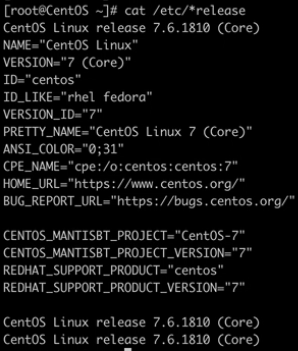 [root@CentOS ~]# cat /etc/*release
CentOS Linux release 7.6.1810 (Core)
NAME="CentOS Linux"
VERSION="7 (Core)"
ID="centos"
ID_LIKE="rhel fedora"
VERSION_ID="7"
PRETTY_NAME="CentOS Linux 7 (Core)"
ANSI_COLOR="0;31"
CPE_NAME="cpe:/o:centos:centos:7"
HOME_URL="https://www.centos.org/"
BUG_REPORT_URL="https://bugs.centos.org/"

CENTOS_MANTISBT_PROJECT="CentOS-7"
CENTOS_MANTISBT_PROJECT_VERSION="7"
REDHAT_SUPPORT_PRODUCT="centos"
REDHAT_SUPPORT_PRODUCT_VERSION="7"

CentOS Linux release 7.6.1810 (Core)
CentOS Linux release 7.6.1810 (Core)